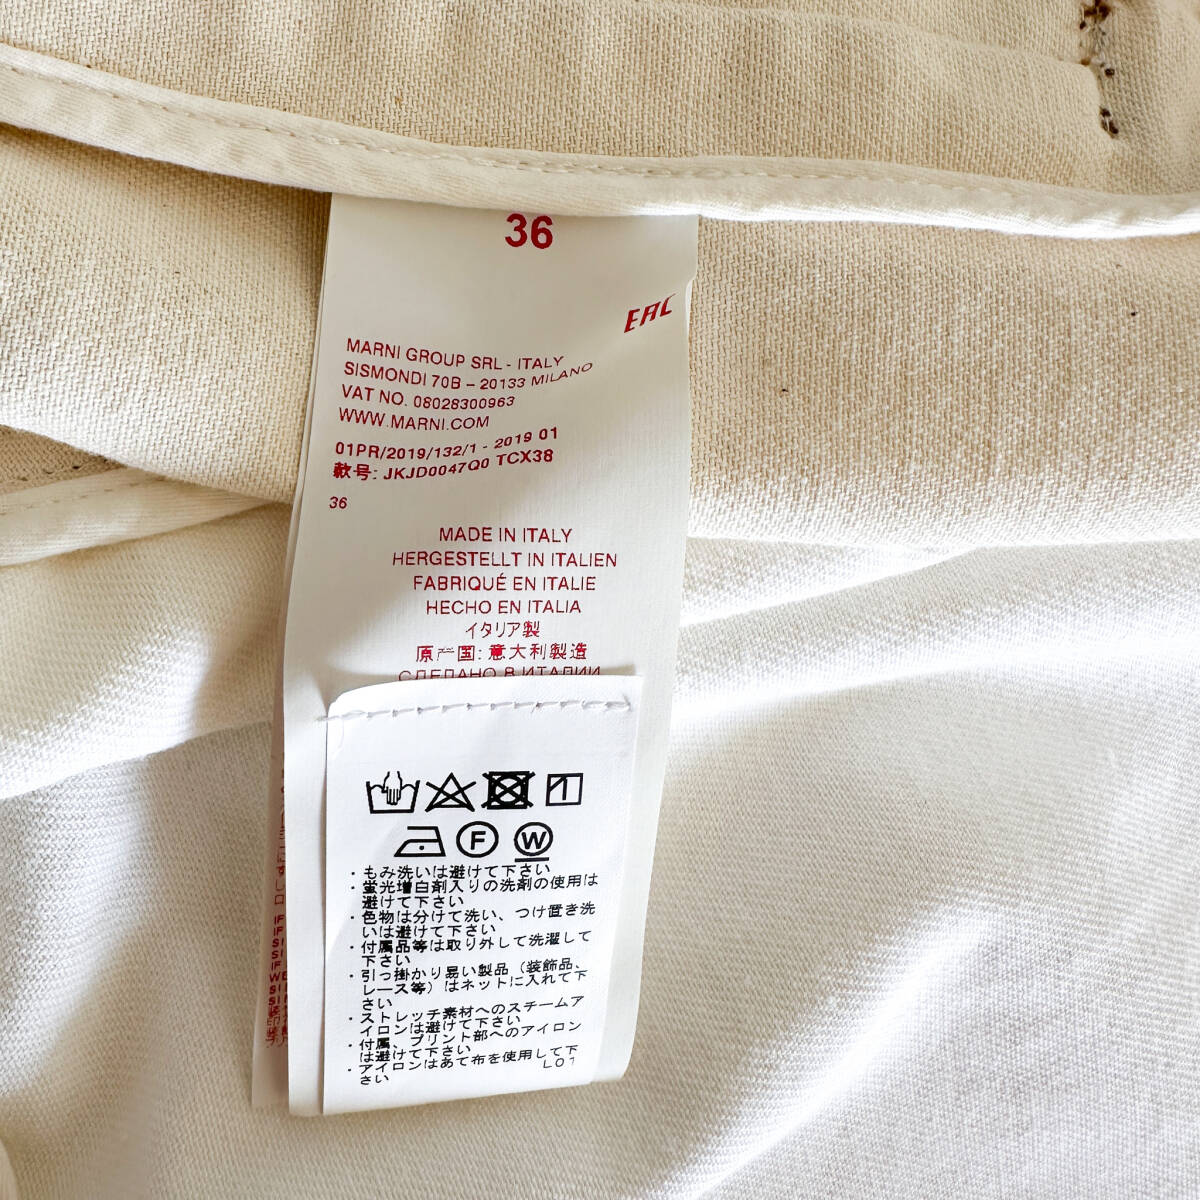 36
EAC
MARNI GROUP SRL - ITALY
SISMONDI 70B – 20133 MILANO
VAT NO. 08028300963
WWW.MARNI.COM
01PR/2019/132/1 - 2019 01
款号: JKJD0047Q0 TCX38
36
MADE IN ITALY
HERGESTELLT IN ITALIEN
FABRIQUÉ EN ITALIE
HECHO EN ITALIA
イタリア製
原产国: 意大利製造
СДЕЛАНО В ИТАЛИИ
F
W
・もみ洗いは避けて下さい
・蛍光増白剤入りの洗剤の使用は
避けて下さい
・色物は分けて洗い、つけ置き洗
いは避けて下さい
・付属品等は取り外して洗濯して
下さい
・引っ掛かり易い製品（装飾品、
レース等）はネットに入れて下
さい
・ストレッチ素材へのスチームア
イロンは避けて下さい
・付属、プリント部へのアイロン
は避けて下さい
・アイロンはあて布を使用して下
さい
L01